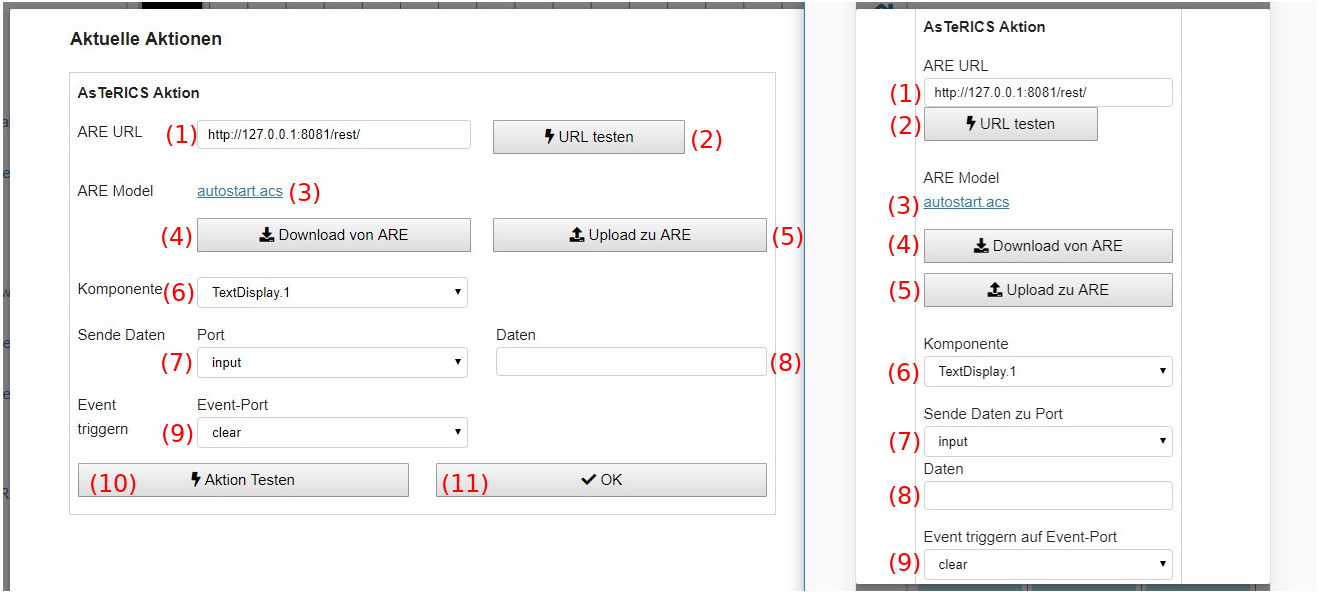 Aktuelle Aktionen
AsTeRICS Aktion
ARE URL (1) http://127.0.0.1:8081/rest/ URL testen (2)
ARE Model autostart.acs (3)
(4) Download von ARE Upload zu ARE (5)
Komponente (6) TextDisplay.1
Sende Daten Port Daten
(7) input (8)
Event Event-Port
triggern (9) clear
(10) Aktion Testen (11) OK
AsTeRICS Aktion
ARE URL
(1) http://127.0.0.1:8081/rest/
(2) URL testen
ARE Model
(3) autostart.acs
(4) Download von ARE
(5) Upload zu ARE
Komponente
(6) TextDisplay.1
Sende Daten zu Port
(7) input
Daten
(8)
Event triggern auf Event-Port
(9) clear